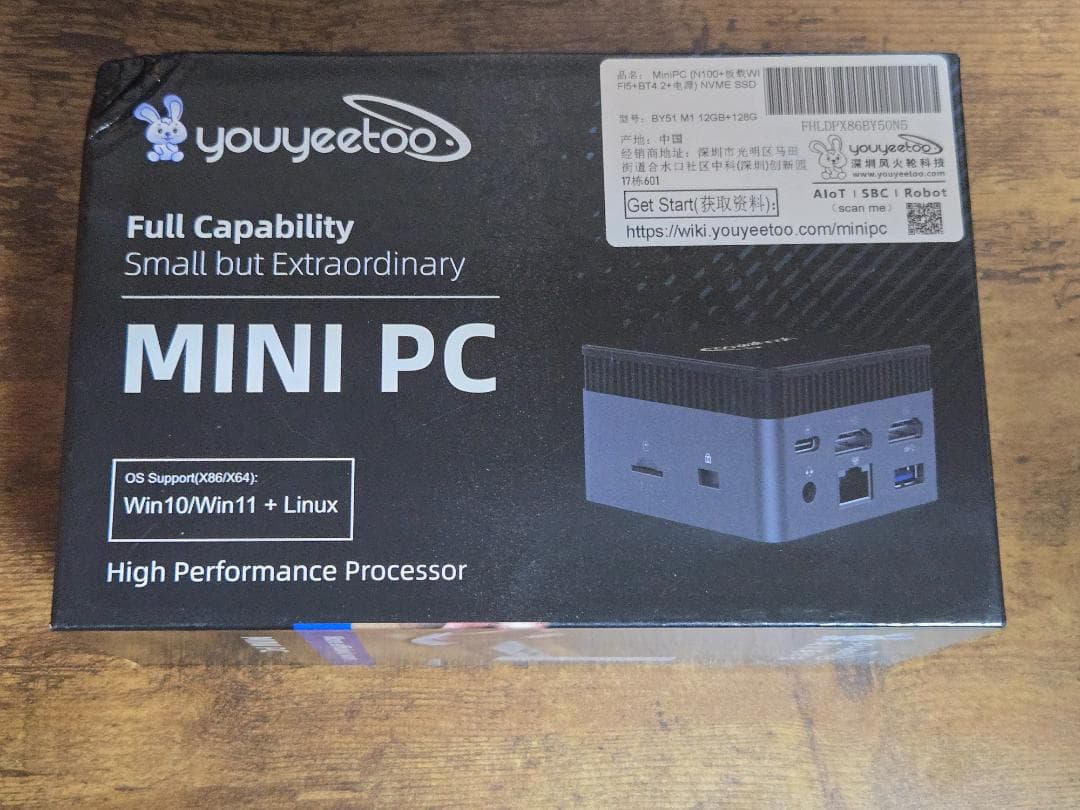 youyeetoo
Full Capability
Small but Extraordinary
MINI PC
OS Support(X86/X64):
Win10/Win11 + Linux
High Performance Processor
品名: MiniPC (N100+板载WI
FI5+BT4.2+电源) NVME SSD
型号: BY51 M1 12GB+128G
FHLDPX86BY50N5
产地: 中国
经销商地址: 深圳市光明区马田
街道合水口社区中科(深圳)创新园
17栋601
youyeetoo
深圳风火轮科技
www.youyeetoo.com
AIoT | SBC | Robot
(scan me)
Get Start(获取资料):
https://wiki.youyeetoo.com/minipc